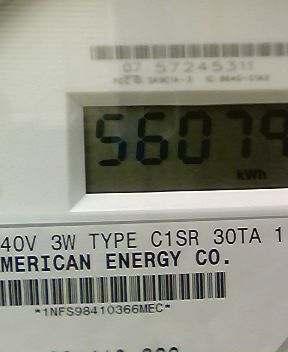 07 57245311
56079
kWh
40V 3W TYPE C1SR 30TA 1
MERICAN ENERGY CO.
*1NFS98410366MEC*